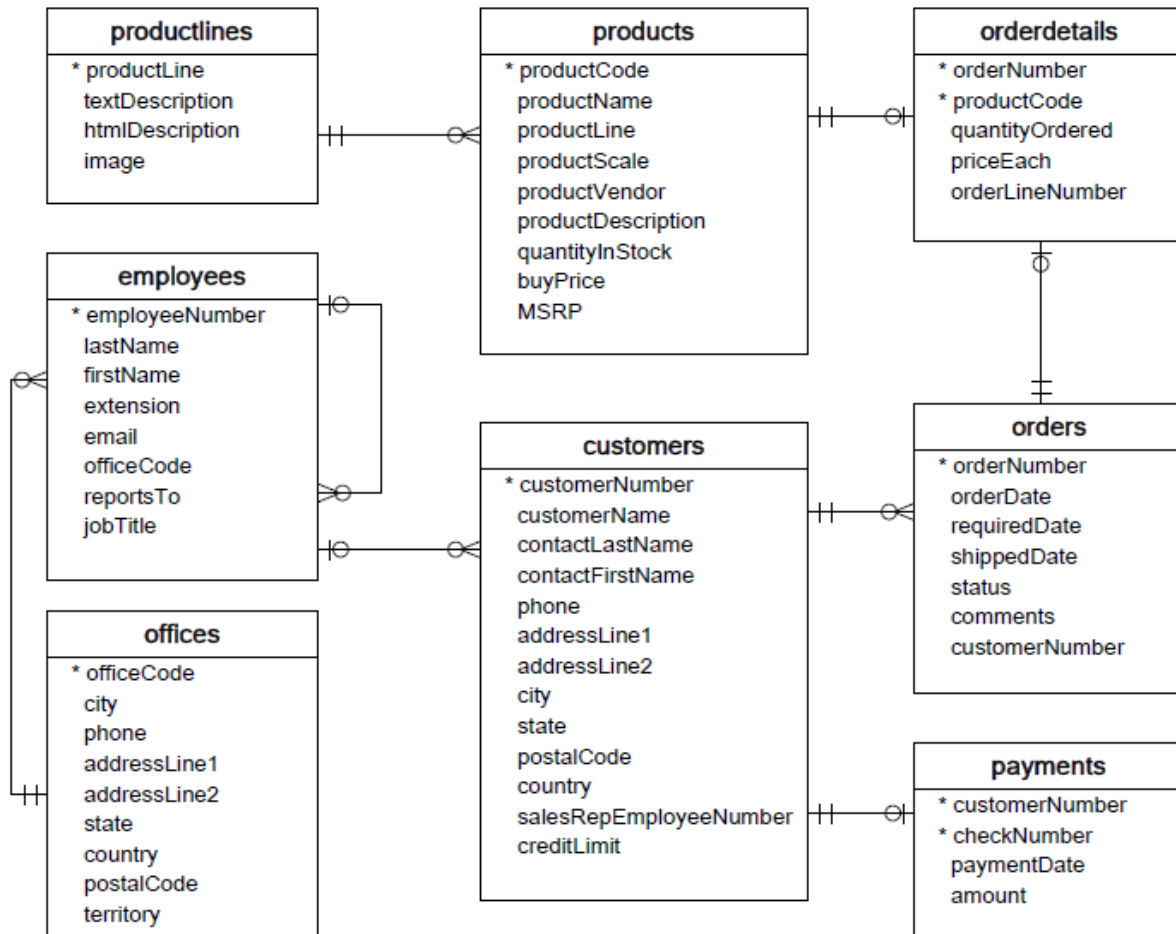 productlines
* productLine
textDescription
htmlDescription
image
products
* productCode
productName
productLine
productScale
productVendor
productDescription
quantityInStock
buyPrice
MSRP
orderdetails
* orderNumber
* productCode
quantityOrdered
priceEach
orderLineNumber
employees
* employeeNumber
lastName
firstName
extension
email
officeCode
reportsTo
jobTitle
customers
* customerNumber
customerName
contactLastName
contactFirstName
phone
addressLine1
addressLine2
city
state
postalCode
country
salesRepEmployeeNumber
creditLimit
orders
* orderNumber
orderDate
requiredDate
shippedDate
status
comments
customerNumber
offices
* officeCode
city
phone
addressLine1
addressLine2
state
country
postalCode
territory
payments
* customerNumber
* checkNumber
paymentDate
amount